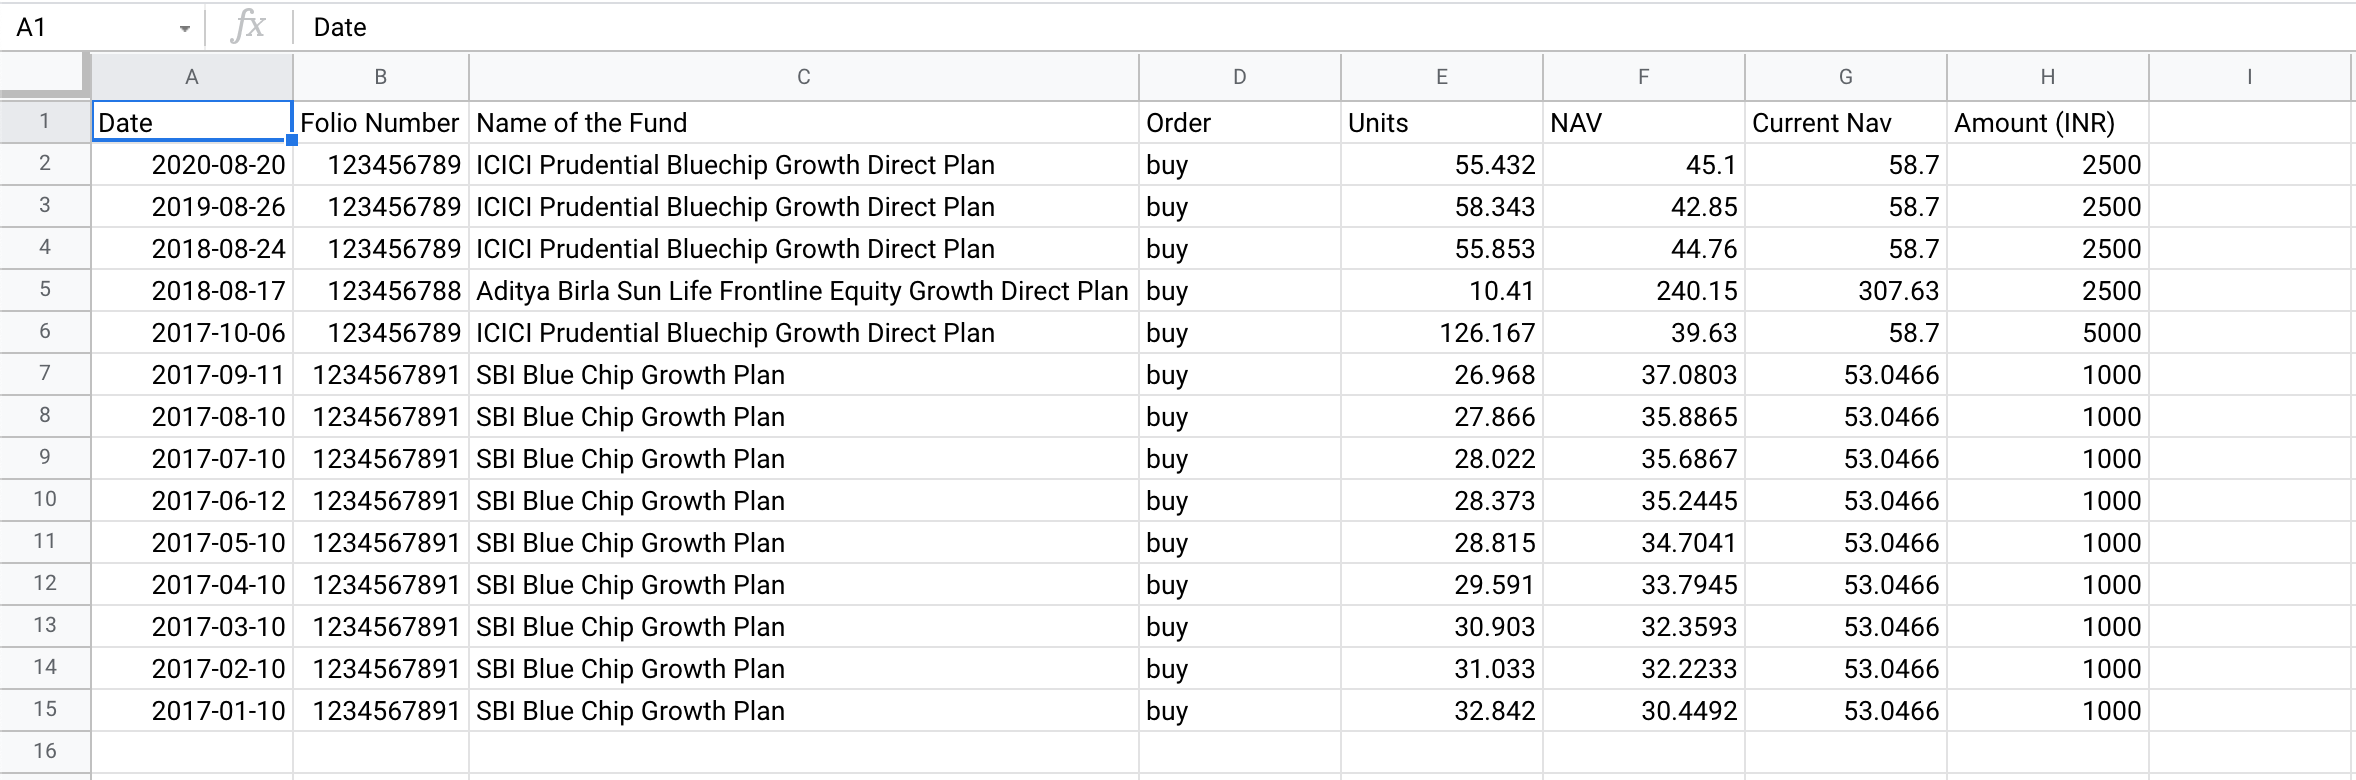 A1 fx Date
A B C D E F G H I
1 Date Folio Number Name of the Fund Order Units NAV Current Nav Amount (INR)
2 2020-08-20 123456789 ICICI Prudential Bluechip Growth Direct Plan buy 55.432 45.1 58.7 2500
3 2019-08-26 123456789 ICICI Prudential Bluechip Growth Direct Plan buy 58.343 42.85 58.7 2500
4 2018-08-24 123456789 ICICI Prudential Bluechip Growth Direct Plan buy 55.853 44.76 58.7 2500
5 2018-08-17 123456788 Aditya Birla Sun Life Frontline Equity Growth Direct Plan buy 10.41 240.15 307.63 2500
6 2017-10-06 123456789 ICICI Prudential Bluechip Growth Direct Plan buy 126.167 39.63 58.7 5000
7 2017-09-11 1234567891 SBI Blue Chip Growth Plan buy 26.968 37.0803 53.0466 1000
8 2017-08-10 1234567891 SBI Blue Chip Growth Plan buy 27.866 35.8865 53.0466 1000
9 2017-07-10 1234567891 SBI Blue Chip Growth Plan buy 28.022 35.6867 53.0466 1000
10 2017-06-12 1234567891 SBI Blue Chip Growth Plan buy 28.373 35.2445 53.0466 1000
11 2017-05-10 1234567891 SBI Blue Chip Growth Plan buy 28.815 34.7041 53.0466 1000
12 2017-04-10 1234567891 SBI Blue Chip Growth Plan buy 29.591 33.7945 53.0466 1000
13 2017-03-10 1234567891 SBI Blue Chip Growth Plan buy 30.903 32.3593 53.0466 1000
14 2017-02-10 1234567891 SBI Blue Chip Growth Plan buy 31.033 32.2233 53.0466 1000
15 2017-01-10 1234567891 SBI Blue Chip Growth Plan buy 32.842 30.4492 53.0466 1000
16